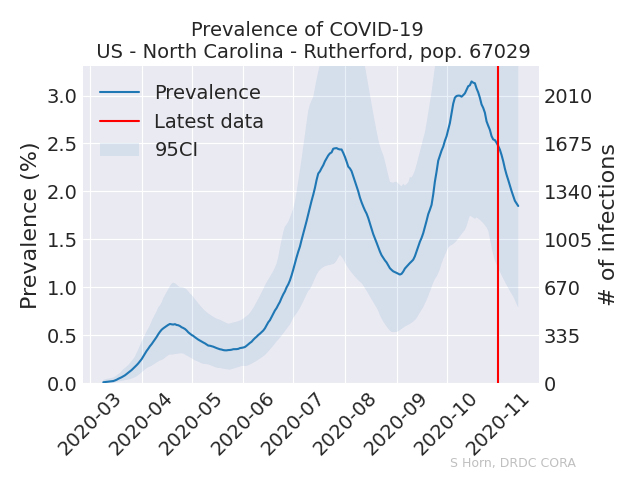 Prevalence of COVID-19
US - North Carolina - Rutherford, pop. 67029
Prevalence
Latest data
95CI
Prevalence (%)
3.0
2.5
2.0
1.5
1.0
0.5
0.0
2010
1675
1340
1005
670
335
0
# of infections
2020-03
2020-04
2020-05
2020-06
2020-07
2020-08
2020-09
2020-10
2020-11
S Horn, DRDC CORA